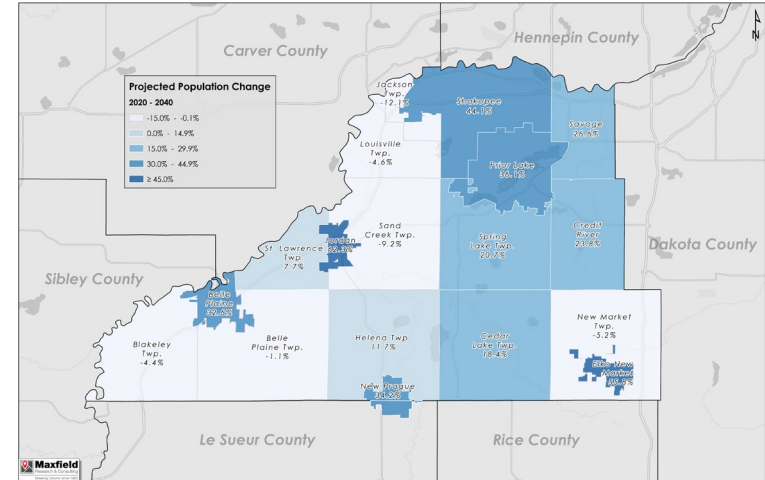 Carver County
Hennepin County
N
Projected Population Change
2020 - 2040
-15.0% - -0.1%
0.0% - 14.9%
15.0% - 29.9%
30.0% - 44.9%
≥ 45.0%
Jackson
Twp.
-12.1%
Shakopee
44.1%
Savage
26.6%
Louisville
Twp.
-4.6%
Prior Lake
36.1%
Sand
Creek Twp.
-9.2%
Credit
River
23.8%
Spring
Lake Twp.
20.7%
Dakota County
Jordan
St. Lawrence
Twp.
7.7%
Sibley County
Belle
Plaine
32.6%
New Market
Twp.
-5.2%
Blakeley
Twp.
-4.4%
Belle
Plaine Twp.
-1.1%
Helena Twp.
11.7%
Cedar
Lake Twp.
18.4%
Elko New
Market
New Prague
34.2%
Le Sueur County
Rice County
Maxfield
Research & Consulting